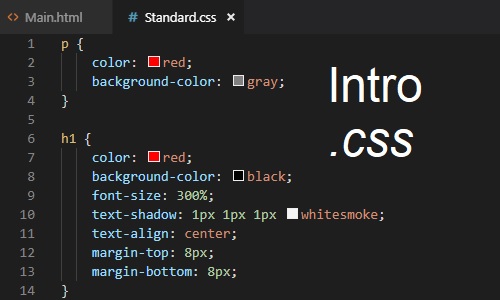 <> Main.html
# Standard.css ×
1 p {
2 color: red;
3 background-color: gray;
4 }
5
6 h1 {
7 color: red;
8 background-color: black;
9 font-size: 300%;
10 text-shadow: 1px 1px 1px whitesmoke;
11 text-align: center;
12 margin-top: 8px;
13 margin-bottom: 8px;
14 }
Intro
.css